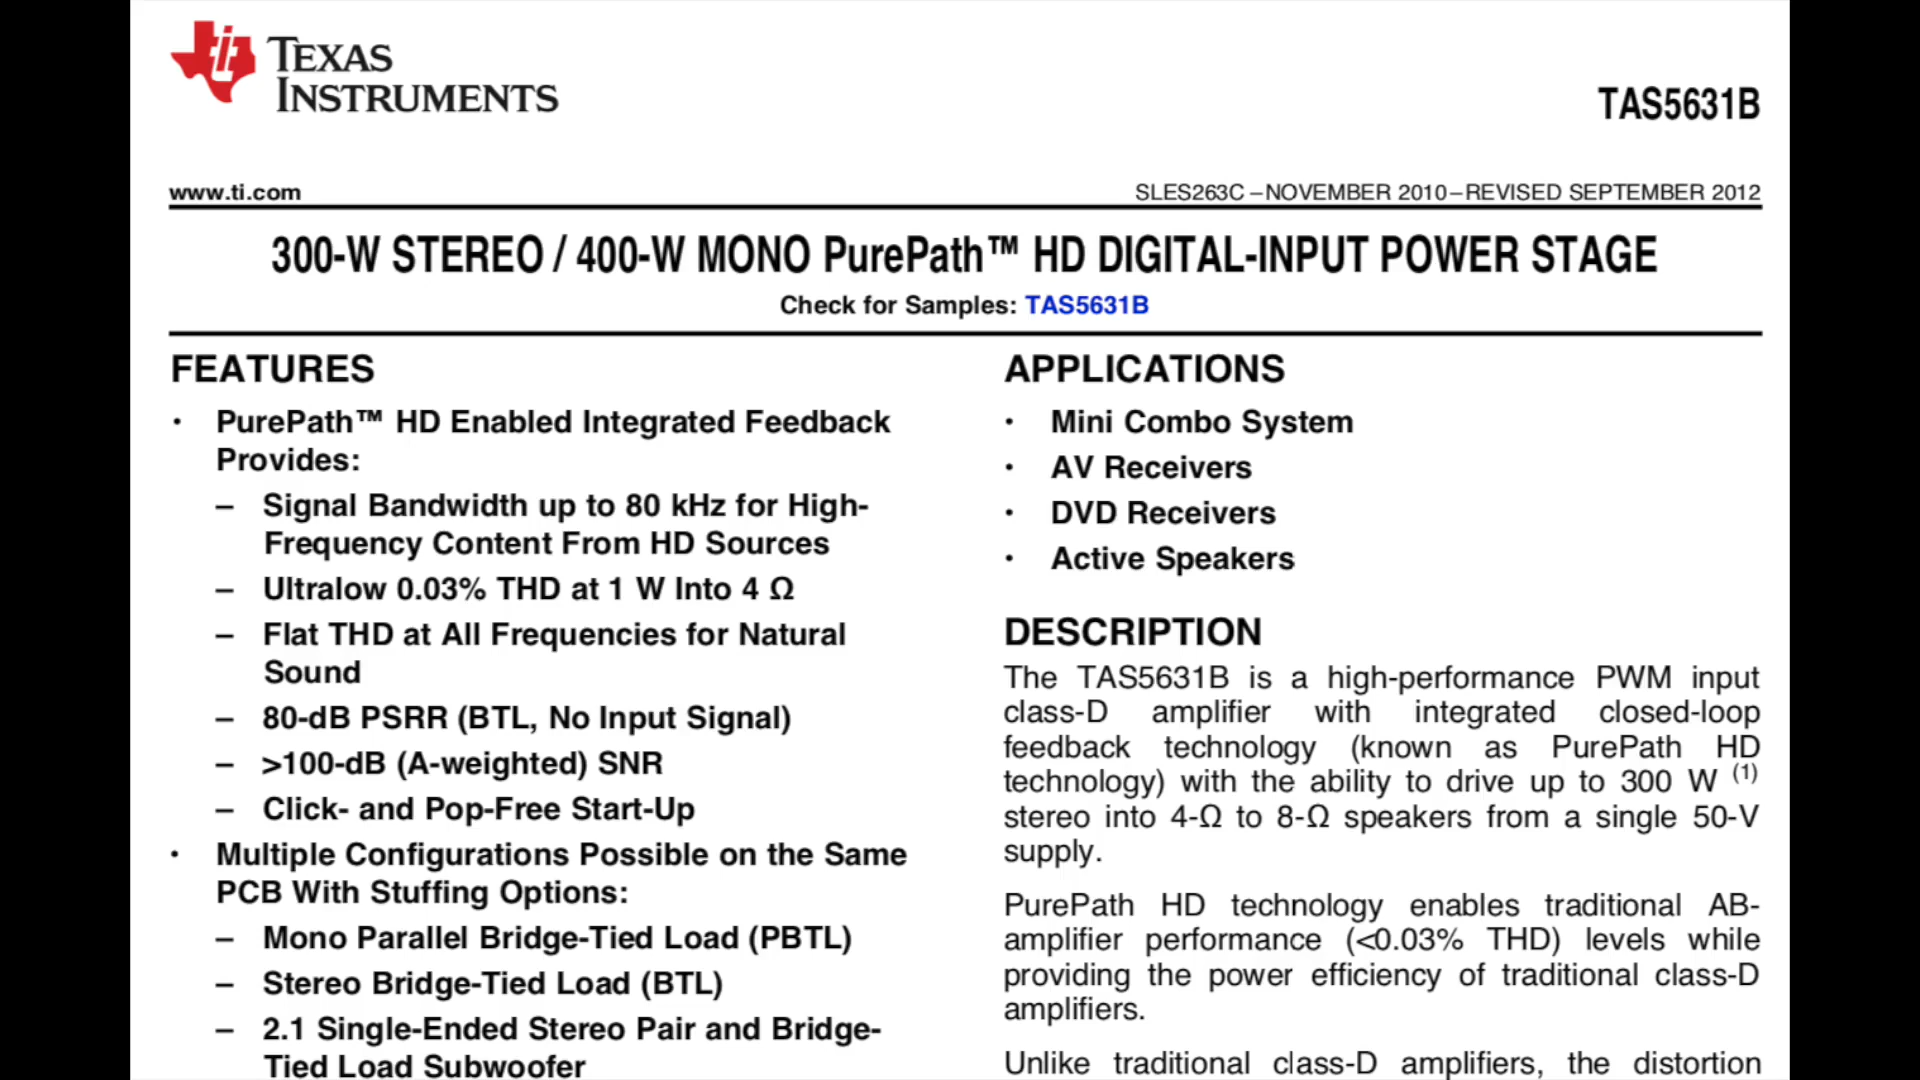 TEXAS
INSTRUMENTS
TAS5631B
www.ti.com
SLES263C –NOVEMBER 2010–REVISED SEPTEMBER 2012
300-W STEREO / 400-W MONO PurePath™ HD DIGITAL-INPUT POWER STAGE
Check for Samples: TAS5631B
FEATURES
• PurePath™ HD Enabled Integrated Feedback
Provides:
– Signal Bandwidth up to 80 kHz for High-
Frequency Content From HD Sources
– Ultralow 0.03% THD at 1 W Into 4 Ω
– Flat THD at All Frequencies for Natural
Sound
– 80-dB PSRR (BTL, No Input Signal)
– >100-dB (A-weighted) SNR
– Click- and Pop-Free Start-Up
• Multiple Configurations Possible on the Same
PCB With Stuffing Options:
– Mono Parallel Bridge-Tied Load (PBTL)
– Stereo Bridge-Tied Load (BTL)
– 2.1 Single-Ended Stereo Pair and Bridge-
Tied Load Subwoofer
APPLICATIONS
• Mini Combo System
• AV Receivers
• DVD Receivers
• Active Speakers
DESCRIPTION
The TAS5631B is a high-performance PWM input
class-D amplifier with integrated closed-loop
feedback technology (known as PurePath HD
technology) with the ability to drive up to 300 W (1)
stereo into 4-Ω to 8-Ω speakers from a single 50-V
supply.
PurePath HD technology enables traditional AB-
amplifier performance (<0.03% THD) levels while
providing the power efficiency of traditional class-D
amplifiers.
Unlike traditional class-D amplifiers, the distortion